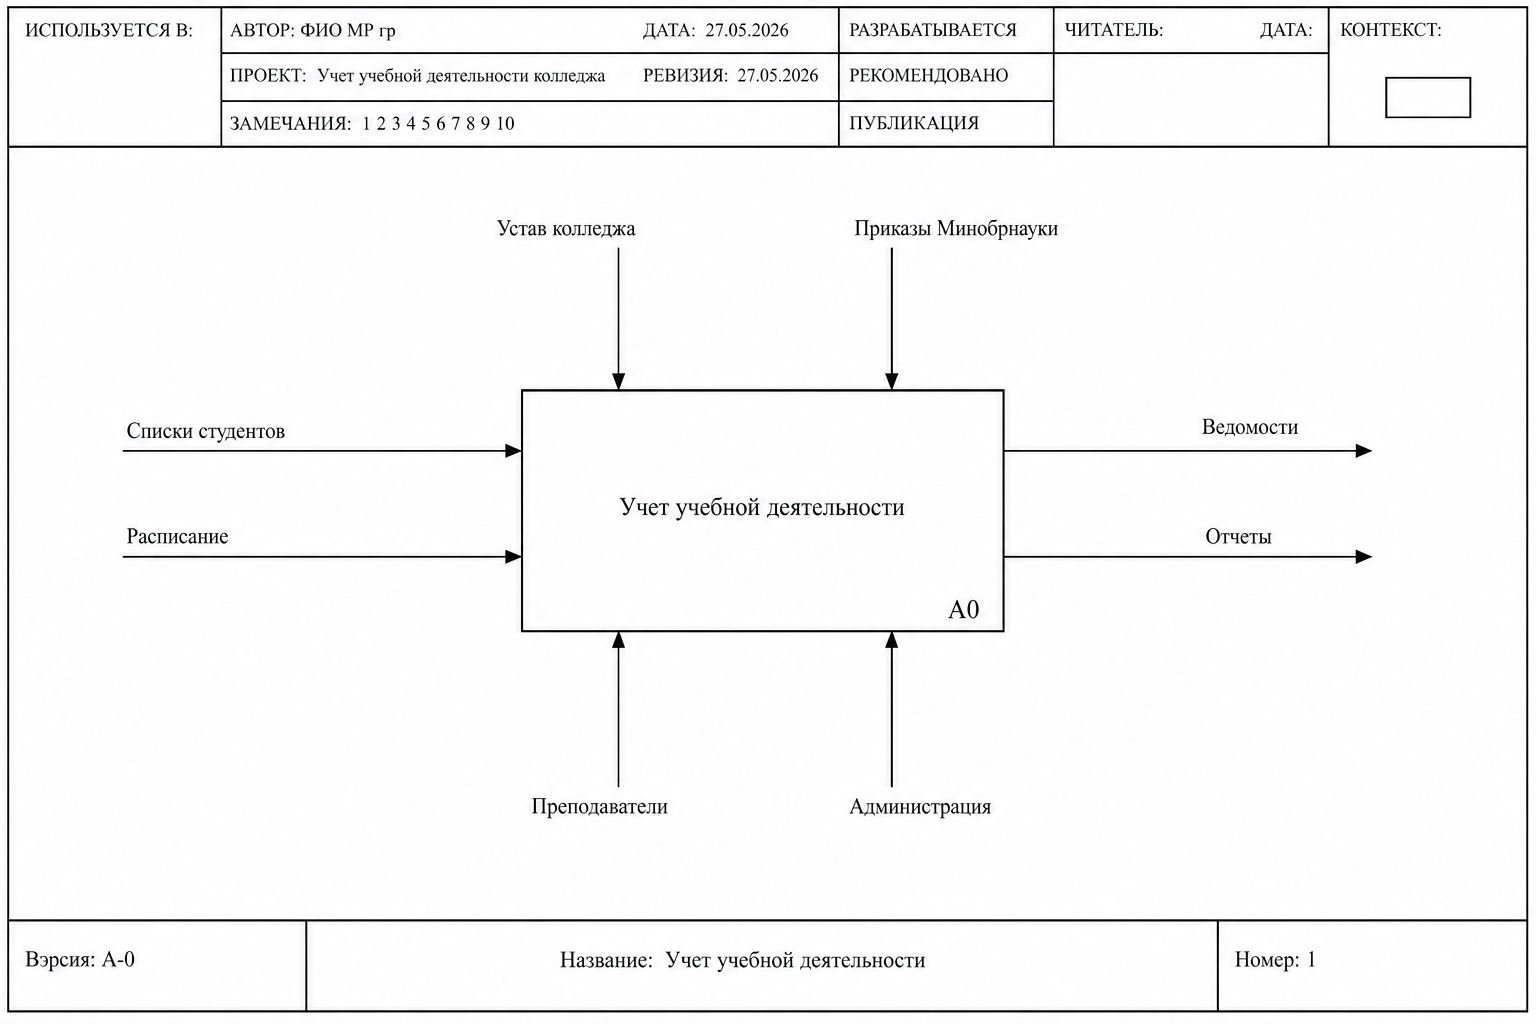 ИСПОЛЬЗУЕТСЯ В:
АВТОР: ФИО МР гр
ДАТА: 27.05.2026
РАЗРАБАТЫВАЕТСЯ
ЧИТАТЕЛЬ:
ДАТА:
КОНТЕКСТ:
ПРОЕКТ: Учет учебной деятельности колледжа
РЕВИЗИЯ: 27.05.2026
РЕКОМЕНДОВАНО
ЗАМЕЧАНИЯ: 1 2 3 4 5 6 7 8 9 10
ПУБЛИКАЦИЯ
Устав колледжа
Приказы Минобрнауки
Списки студентов
Ведомости
Учет учебной деятельности
Расписание
Отчеты
А0
Преподаватели
Администрация
Вэрсия: А-0
Название: Учет учебной деятельности
Номер: 1